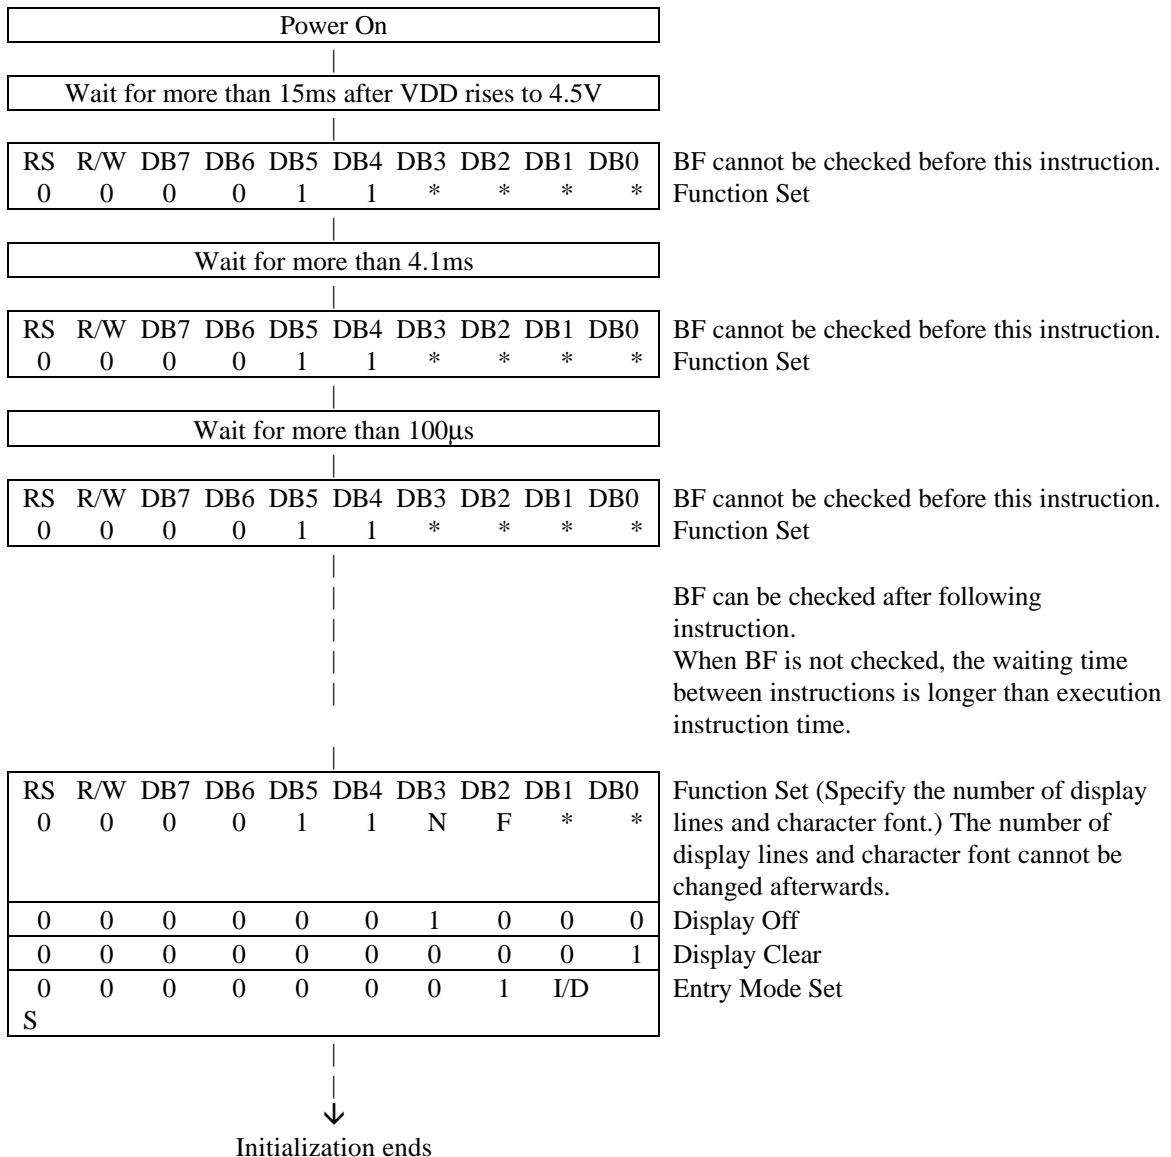 Power On
Wait for more than 15ms after VDD rises to 4.5V
RS R/W DB7 DB6 DB5 DB4 DB3 DB2 DB1 DB0 BF cannot be checked before this instruction.
0 0 0 0 1 1 * * * * Function Set
Wait for more than 4.1ms
RS R/W DB7 DB6 DB5 DB4 DB3 DB2 DB1 DB0 BF cannot be checked before this instruction.
0 0 0 0 1 1 * * * * Function Set
Wait for more than 100μs
RS R/W DB7 DB6 DB5 DB4 DB3 DB2 DB1 DB0 BF cannot be checked before this instruction.
0 0 0 0 1 1 * * * * Function Set
BF can be checked after following
instruction.
When BF is not checked, the waiting time
between instructions is longer than execution
instruction time.
RS R/W DB7 DB6 DB5 DB4 DB3 DB2 DB1 DB0 Function Set (Specify the number of display
0 0 0 0 1 1 N F * * lines and character font.) The number of
display lines and character font cannot be
changed afterwards.
0 0 0 0 0 0 1 0 0 0 Display Off
0 0 0 0 0 0 0 0 0 1 Display Clear
0 0 0 0 0 0 0 1 I/D Entry Mode Set
S
Initialization ends